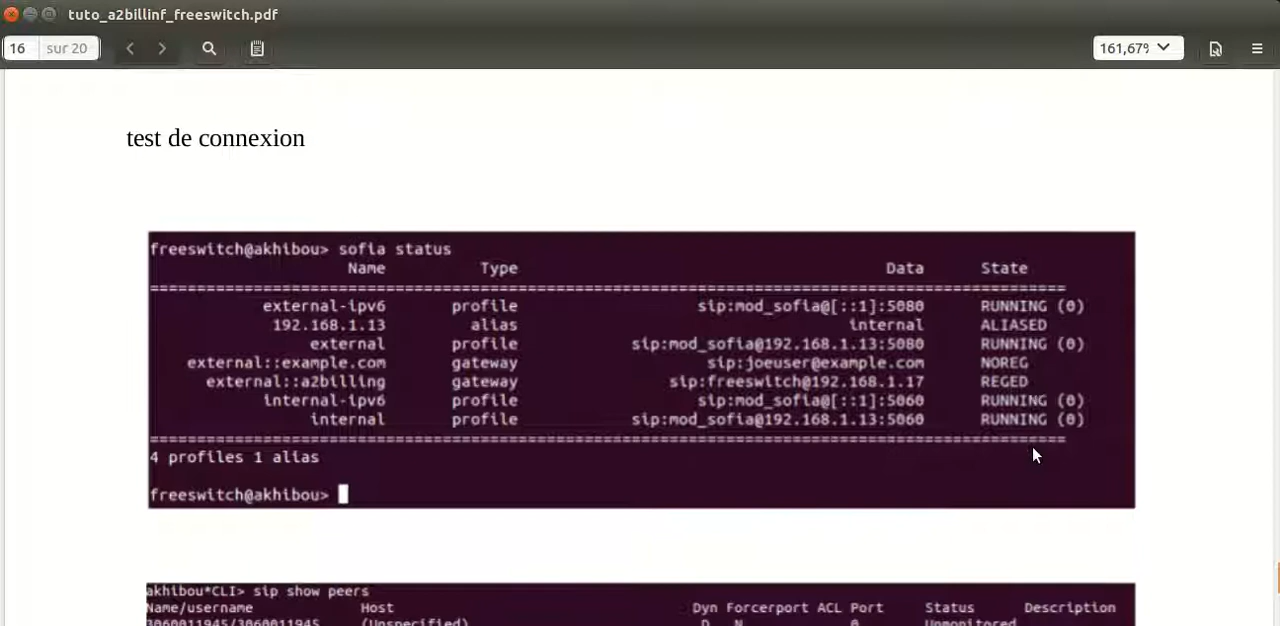 tuto_a2billinf_freeswitch.pdf
16 sur 20 161,67%
test de connexion
freeswitch@akhibou> sofia status
Name Type Data State
=================================================================================================
external-ipv6 profile sip:mod_sofia@[::1]:5080 RUNNING (0)
192.168.1.13 alias internal ALIASED
external profile sip:mod_sofia@192.168.1.13:5080 RUNNING (0)
external::example.com gateway sip:joeuser@example.com NOREG
external::a2billing gateway sip:freeswitch@192.168.1.17 REGED
internal-ipv6 profile sip:mod_sofia@[::1]:5060 RUNNING (0)
internal profile sip:mod_sofia@192.168.1.13:5060 RUNNING (0)
=================================================================================================
4 profiles 1 alias
freeswitch@akhibou>
akhibou*CLI> sip show peers
Name/username Host Dyn Forcerport ACL Port Status Description
3060011945/3060011945 (Unspecified) D N 0 Unmonitored